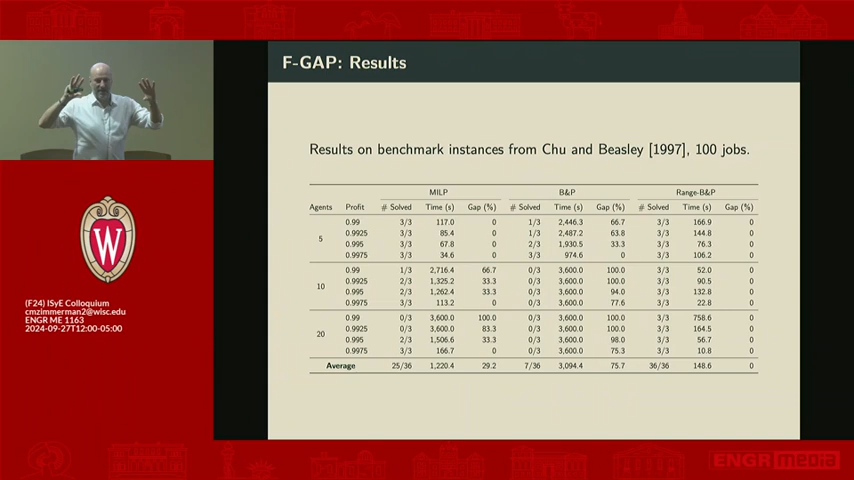 F-GAP: Results
Results on benchmark instances from Chu and Beasley [1997], 100 jobs.
MILP B&P Range-B&P
Agents Profit # Solved Time (s) Gap (%) # Solved Time (s) Gap (%) # Solved Time (s) Gap (%)
0.99 3/3 117.0 0 1/3 2,446.3 66.7 3/3 166.9 0
0.9925 3/3 85.4 0 1/3 2,487.2 63.8 3/3 144.8 0
5
0.995 3/3 67.8 0 2/3 1,930.5 33.3 3/3 76.3 0
0.9975 3/3 34.6 0 3/3 974.6 0 3/3 106.2 0
0.99 1/3 2,716.4 66.7 0/3 3,600.0 100.0 3/3 52.0 0
0.9925 2/3 1,325.2 33.3 0/3 3,600.0 100.0 3/3 90.5 0
10
0.995 2/3 1,262.4 33.3 0/3 3,600.0 94.0 3/3 132.8 0
0.9975 3/3 113.2 0 0/3 3,600.0 77.6 3/3 22.8 0
0.99 0/3 3,600.0 100.0 0/3 3,600.0 100.0 3/3 758.6 0
0.9925 0/3 3,600.0 83.3 0/3 3,600.0 100.0 3/3 164.5 0
20
0.995 2/3 1,506.6 33.3 0/3 3,600.0 98.0 3/3 56.7 0
0.9975 3/3 166.7 0 0/3 3,600.0 75.3 3/3 10.8 0
Average 25/36 1,220.4 29.2 7/36 3,094.4 75.7 36/36 148.6 0
W
(F24) ISyE Colloquium
cmzimmerman2@wisc.edu
ENGR ME 1163
2024-09-27T12:00-05:00
ENGR media